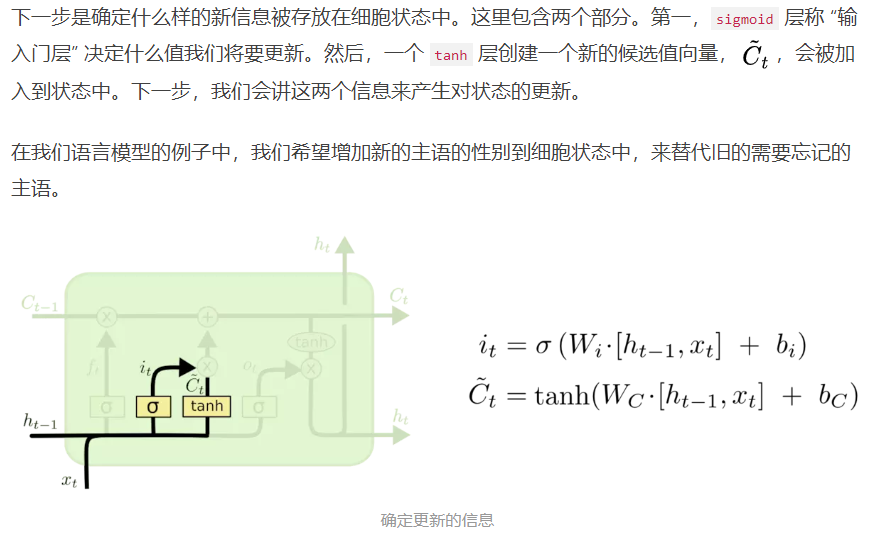 下一步是确定什么样的新信息被存放在细胞状态中。这里包含两个部分。第一，sigmoid 层称“输
入门层”决定什么值我们将要更新。然后，一个 tanh 层创建一个新的候选值向量，C̃_t，会被加
入到状态中。下一步，我们会讲这两个信息来产生对状态的更新。
在我们语言模型的例子中，我们希望增加新的主语的性别到细胞状态中，来替代旧的需要忘记的
主语。
h_t
C_{t-1}
C_t
tanh
f_t
i_t
C̃_t
o_t
σ
σ
tanh
σ
h_{t-1}
h_t
x_t
i_t = σ (W_i·[h_{t-1}, x_t] + b_i)
C̃_t = tanh(W_C·[h_{t-1}, x_t] + b_C)
确定更新的信息